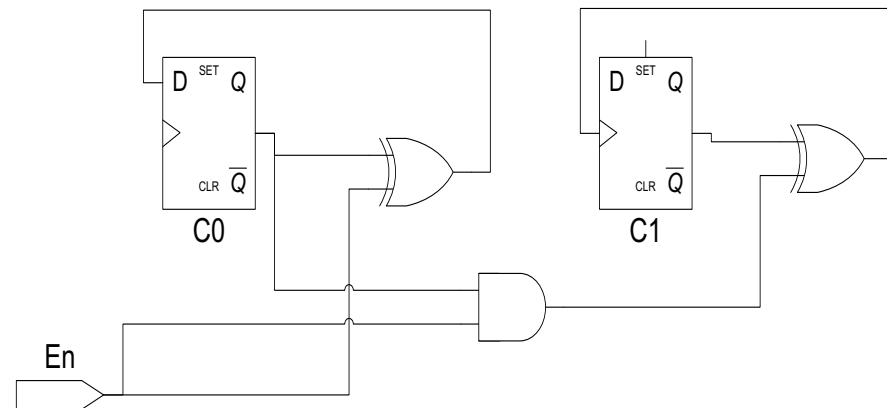 D SET Q
CLR Q̅
C0
D SET Q
CLR Q̅
C1
En